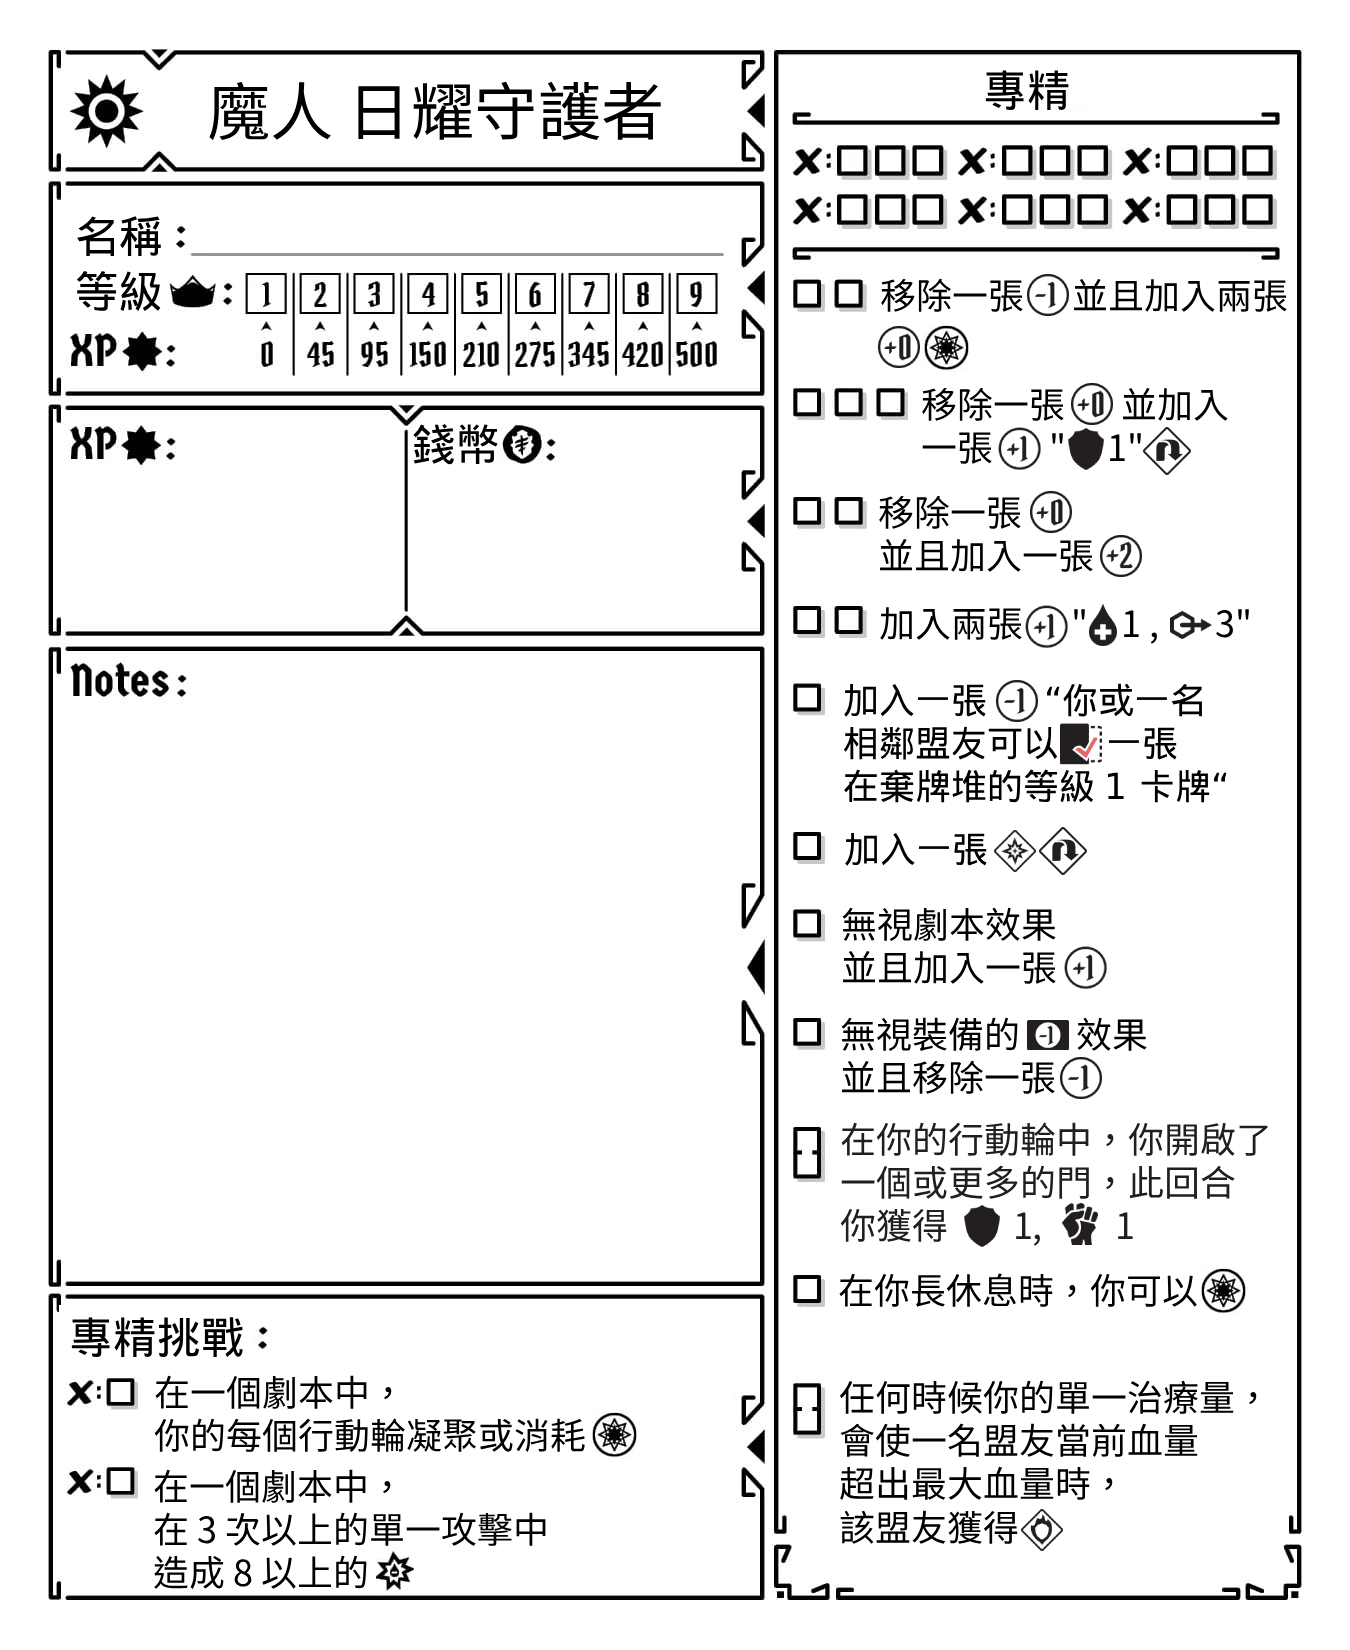 魔人 日耀守護者
名稱：
等級 : 1 2 3 4 5 6 7 8 9
XP : 0 45 95 150 210 275 345 420 500
XP :
錢幣 :
Notes:
專精挑戰：
x:□ 在一個劇本中，
你的每個行動輪凝聚或消耗
x:□ 在一個劇本中，
在 3 次以上的單一攻擊中
造成 8 以上的
專精
x:□□□ x:□□□ x:□□□
x:□□□ x:□□□ x:□□□
□□ 移除一張 -1 並且加入兩張
+0
□□□ 移除一張 +0 並加入
一張 +1 "1"
□□ 移除一張 +0
並且加入一張 +2
□□ 加入兩張 +1 "1 , 3"
□ 加入一張 -1 “你或一名
相鄰盟友可以 一張
在棄牌堆的等級 1 卡牌“
□ 加入一張
□ 無視劇本效果
並且加入一張 +1
□ 無視裝備的 -1 效果
並且移除一張 -1
在你的行動輪中，你開啟了
一個或更多的門，此回合
你獲得 1, 1
□ 在你長休息時，你可以
任何時候你的單一治療量，
會使一名盟友當前血量
超出最大血量時，
該盟友獲得